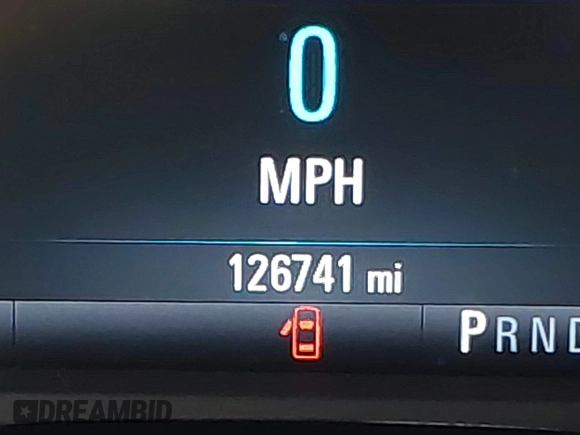 0
MPH
126741 mi
PRND
DREAMBID